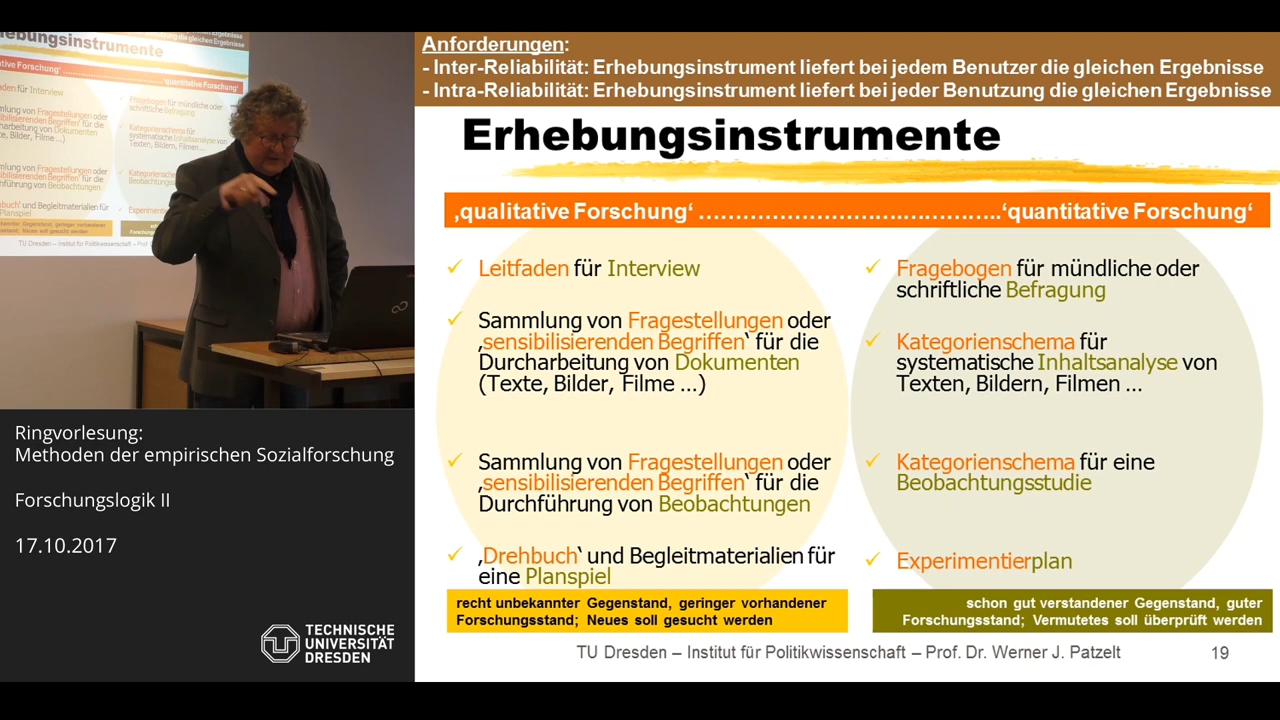 Anforderungen:
- Inter-Reliabilität: Erhebungsinstrument liefert bei jedem Benutzer die gleichen Ergebnisse
- Intra-Reliabilität: Erhebungsinstrument liefert bei jeder Benutzung die gleichen Ergebnisse
Erhebungsinstrumente
‚qualitative Forschung‘ ……………………………………..‘quantitative Forschung‘
Leitfaden für Interview
Sammlung von Fragestellungen oder
‚sensibilisierenden Begriffen‘ für die
Durcharbeitung von Dokumenten
(Texte, Bilder, Filme …)
Sammlung von Fragestellungen oder
‚sensibilisierenden Begriffen‘ für die
Durchführung von Beobachtungen
‚Drehbuch‘ und Begleitmaterialien für
eine Planspiel
recht unbekannter Gegenstand, geringer vorhandener
Forschungsstand; Neues soll gesucht werden
Fragebogen für mündliche oder
schriftliche Befragung
Kategorienschema für
systematische Inhaltsanalyse von
Texten, Bildern, Filmen …
Kategorienschema für eine
Beobachtungsstudie
Experimentierplan
schon gut verstandener Gegenstand, guter
Forschungsstand; Vermutetes soll überprüft werden
TU Dresden – Institut für Politikwissenschaft – Prof. Dr. Werner J. Patzelt
19
Ringvorlesung:
Methoden der empirischen Sozialforschung
Forschungslogik II
17.10.2017
TECHNISCHE
UNIVERSITÄT
DRESDEN